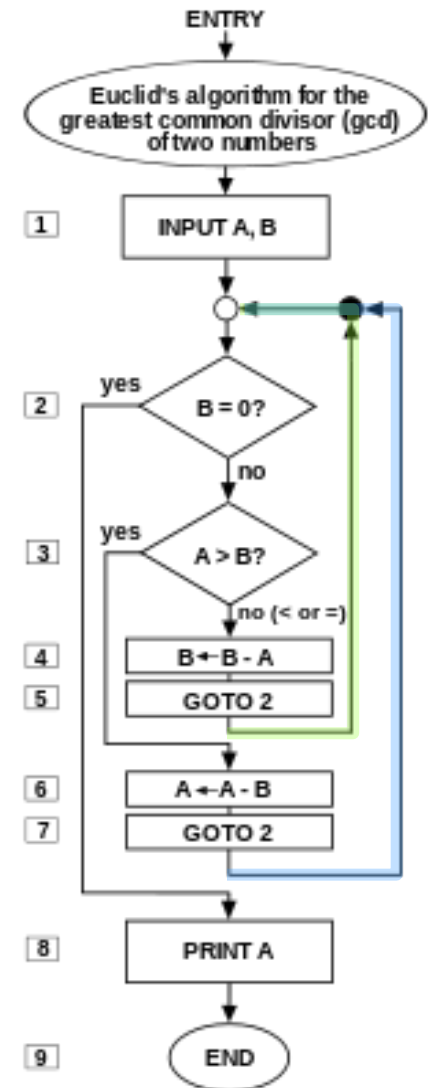 ENTRY
Euclid's algorithm for the
greatest common divisor (gcd)
of two numbers
1
INPUT A, B
yes
2
B = 0?
no
yes
3
A > B?
no (< or =)
4
B ← B - A
5
GOTO 2
6
A ← A - B
7
GOTO 2
8
PRINT A
9
END